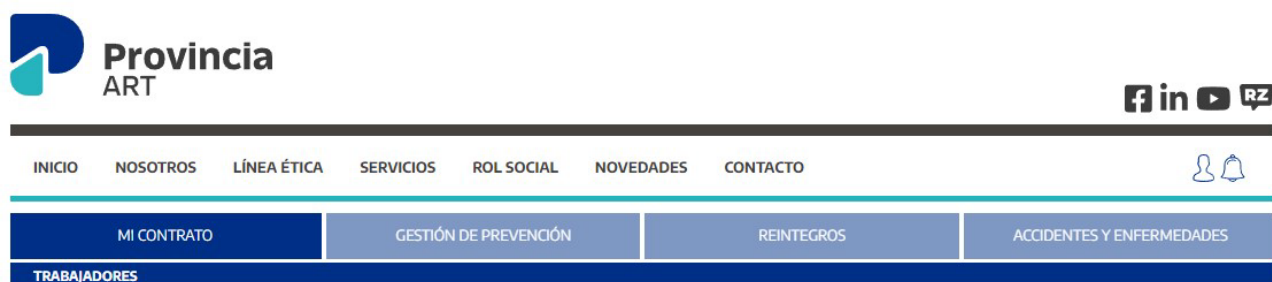 Provincia
ART
RZ
INICIO NOSOTROS LÍNEA ÉTICA SERVICIOS ROL SOCIAL NOVEDADES CONTACTO
MI CONTRATO GESTIÓN DE PREVENCIÓN REINTEGROS ACCIDENTES Y ENFERMEDADES
TRABAJADORES